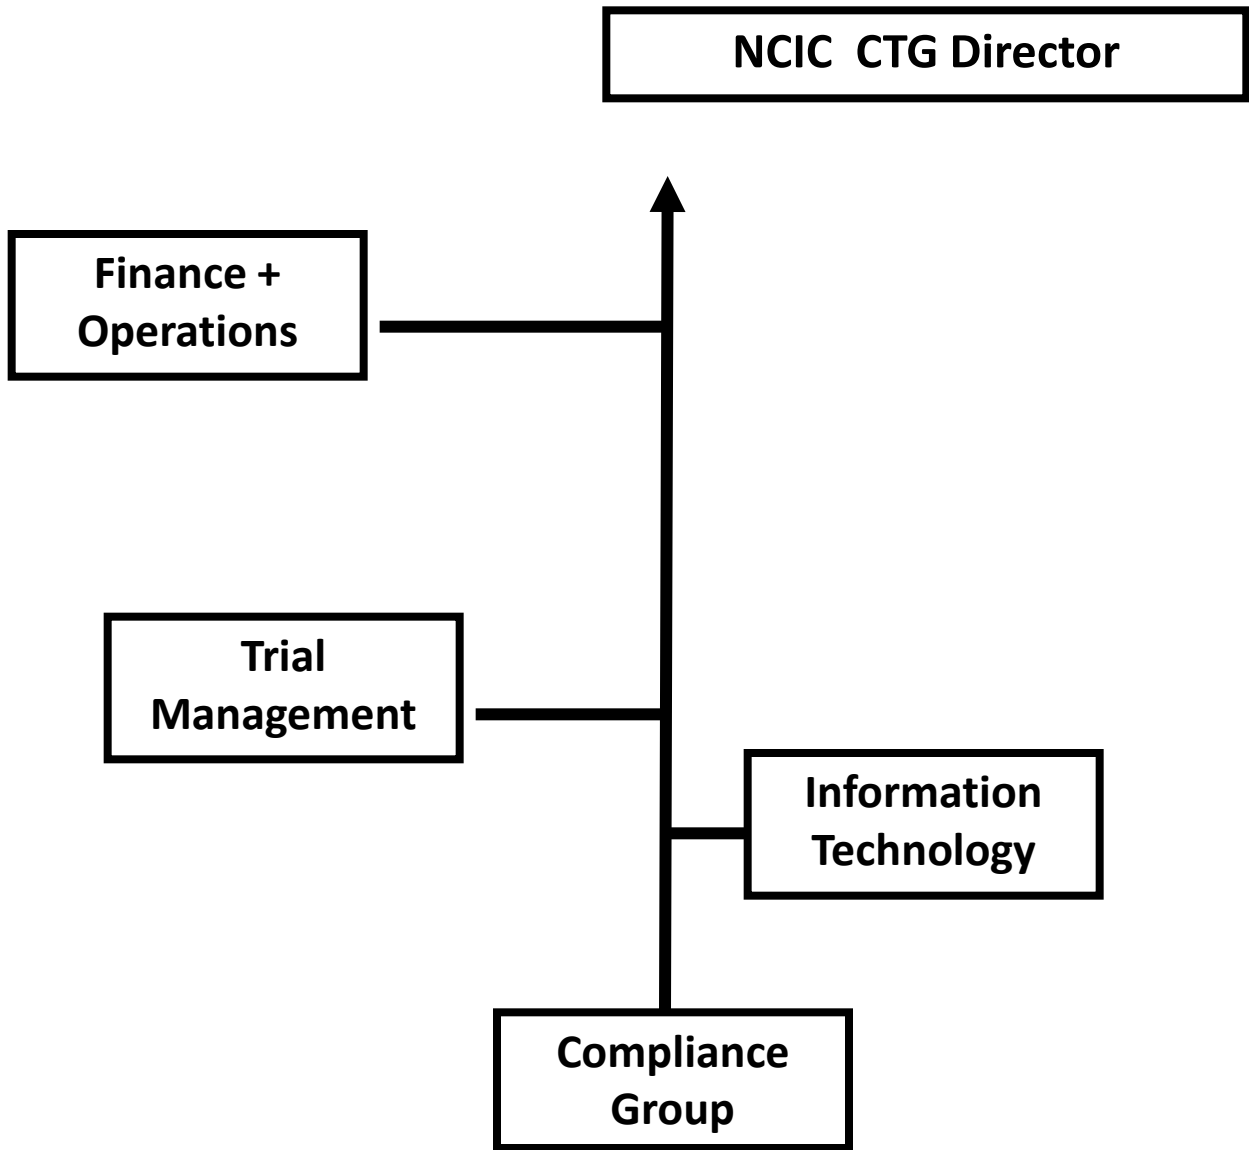 NCIC CTG Director
Finance +
Operations
Trial
Management
Information
Technology
Compliance
Group